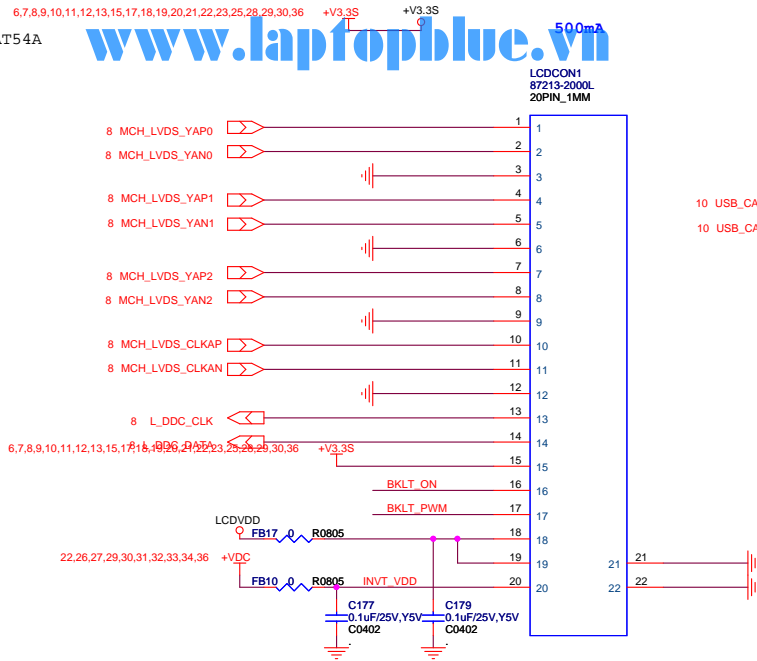 6,7,8,9,10,11,12,13,15,17,18,19,20,21,22,23,25,28,29,30,36 +V3.3S +V3.3S
500mA
AT54A
www.laptopblue.vn
LCDCON1
87213-2000L
20PIN_1MM
8 MCH_LVDS_YAP0 1 1
8 MCH_LVDS_YAN0 2 2
3 3
8 MCH_LVDS_YAP1 4 4
10 USB_CA
8 MCH_LVDS_YAN1 5 5
10 USB_CA
6 6
8 MCH_LVDS_YAP2 7 7
8 MCH_LVDS_YAN2 8 8
9 9
8 MCH_LVDS_CLKAP 10 10
8 MCH_LVDS_CLKAN 11 11
12 12
8 L_DDC_CLK 13 13
8 L_DDC_DATA 14 14
6,7,8,9,10,11,12,13,15,17,18,19,20,21,22,23,25,28,29,30,36 +V3.3S
15 15
BKLT_ON 16 16
BKLT_PWM 17 17
LCDVDD
FB17 0 R0805 18 18
22,26,27,29,30,31,32,33,34,36 +VDC
19 19 21 21
FB10 0 R0805 INVT_VDD 20 20 22 22
C177 C179
0.1uF/25V,Y5V 0.1uF/25V,Y5V
C0402 C0402